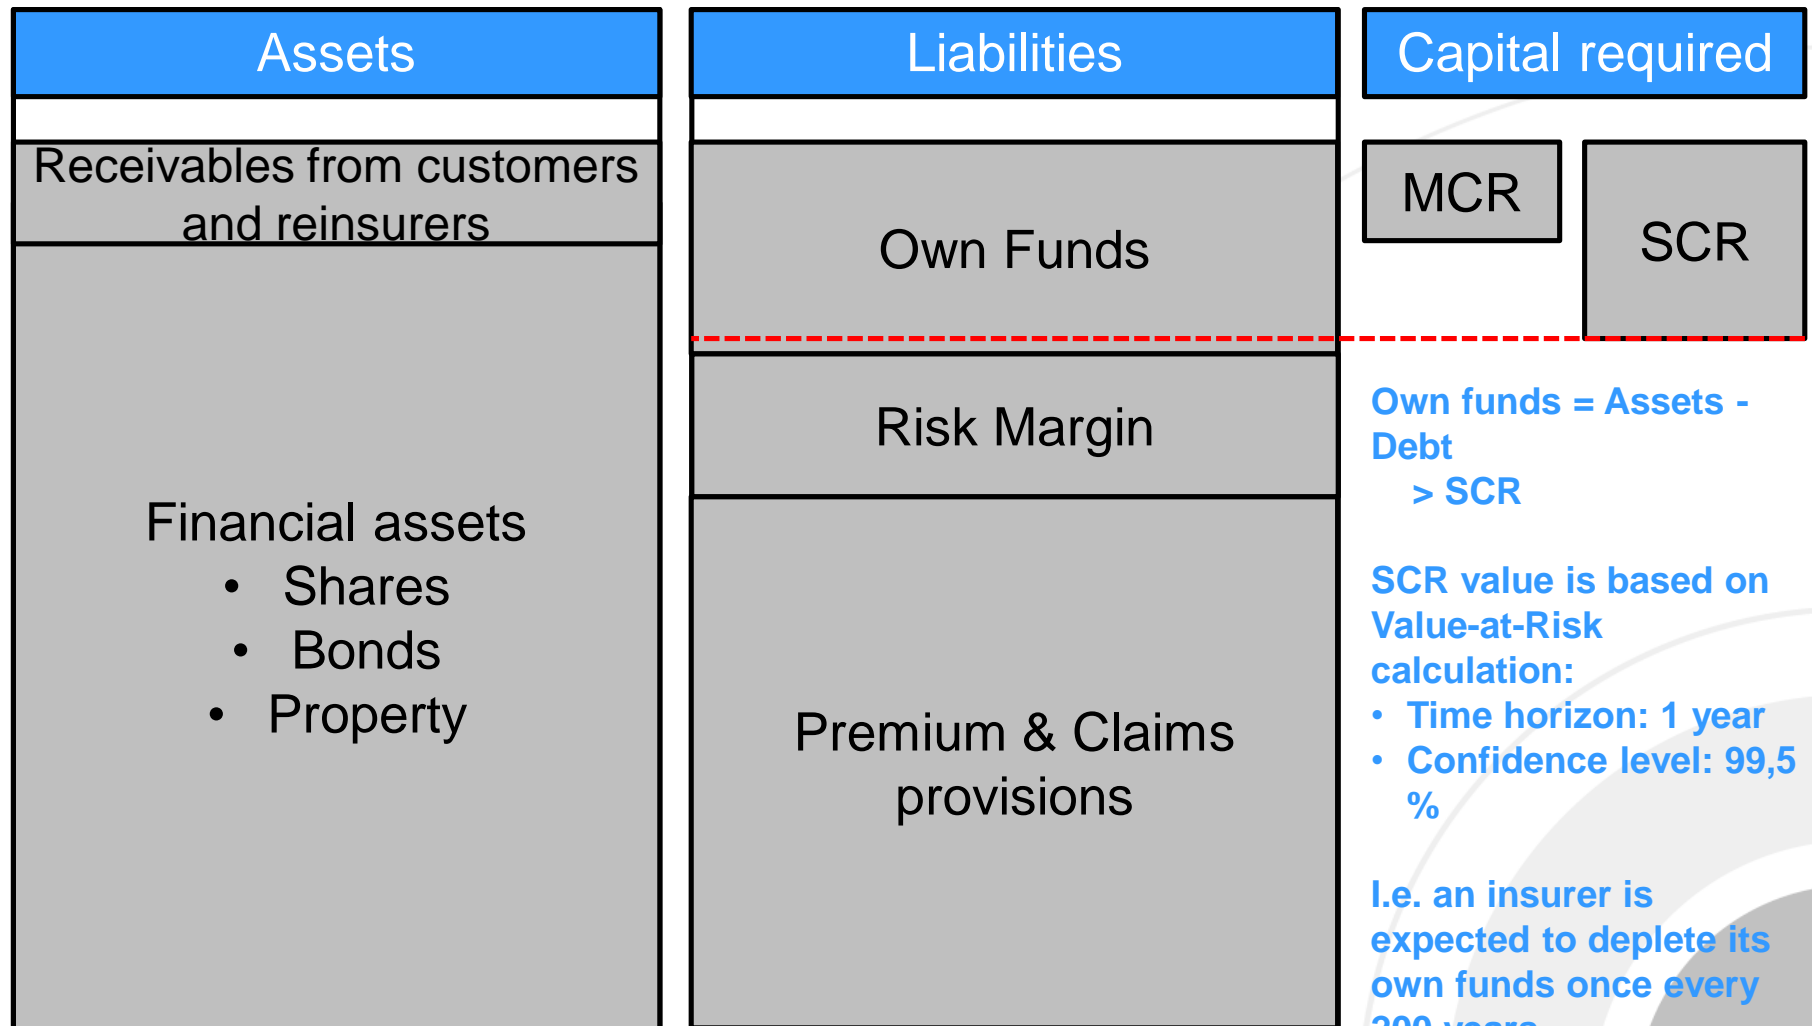 Assets
Receivables from customers
and reinsurers
Financial assets
• Shares
• Bonds
• Property
Liabilities
Own Funds
Risk Margin
Premium & Claims
provisions
Capital required
MCR
SCR
Own funds = Assets -
Debt
> SCR
SCR value is based on
Value-at-Risk
calculation:
• Time horizon: 1 year
• Confidence level: 99,5
%
I.e. an insurer is
expected to deplete its
own funds once every
200 years